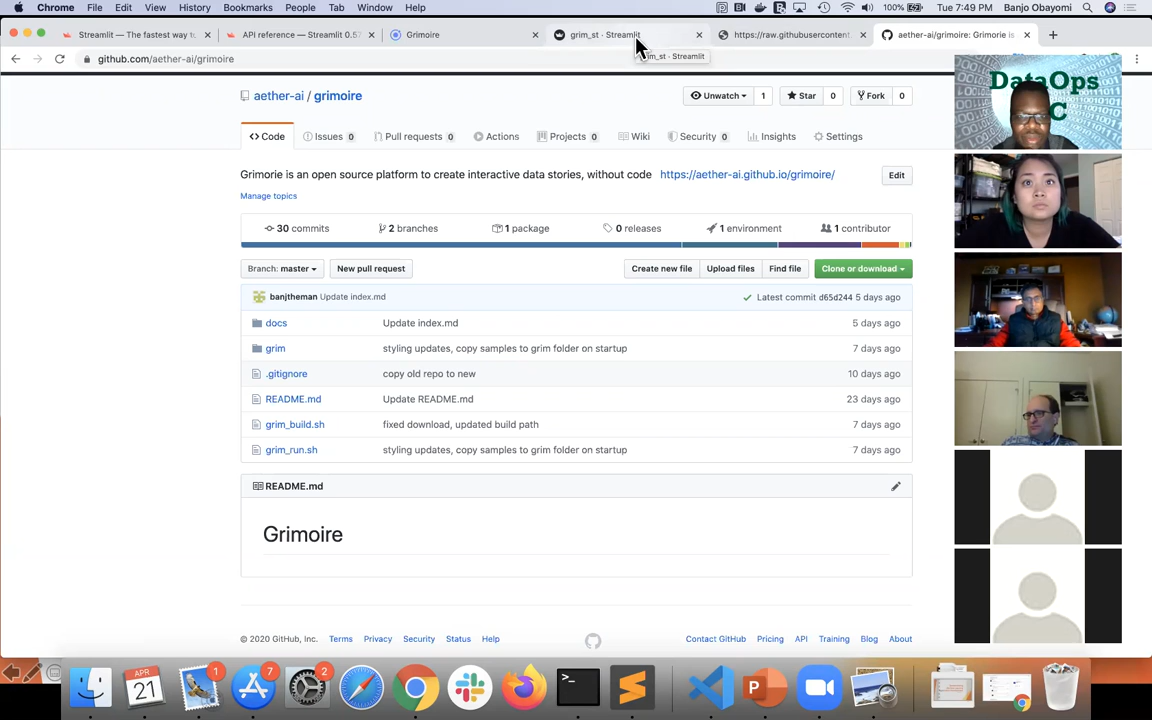 Chrome File Edit View History Bookmarks People Tab Window Help
100% Tue 7:49 PM Banjo Obayomi
Streamlit — The fastest way t
API reference — Streamlit 0.57
Grimoire
grim_st · Streamlit
https://raw.githubusercontent.
aether-ai/grimoire: Grimorie is
github.com/aether-ai/grimoire
m_st - Streamlit
aether-ai / grimoire
Unwatch 1
Star 0
Fork 0
Code
Issues 0
Pull requests 0
Actions
Projects 0
Wiki
Security 0
Insights
Settings
Grimorie is an open source platform to create interactive data stories, without code https://aether-ai.github.io/grimoire/
Edit
Manage topics
30 commits
2 branches
1 package
0 releases
1 environment
1 contributor
Branch: master
New pull request
Create new file
Upload files
Find file
Clone or download
banjtheman Update index.md
Latest commit d65d244 5 days ago
docs Update index.md 5 days ago
grim styling updates, copy samples to grim folder on startup 7 days ago
.gitignore copy old repo to new 10 days ago
README.md Update README.md 23 days ago
grim_build.sh fixed download, updated build path 7 days ago
grim_run.sh styling updates, copy samples to grim folder on startup 7 days ago
README.md
Grimoire
© 2020 GitHub, Inc. Terms Privacy Security Status Help
Contact GitHub Pricing API Training Blog About
DataOps
C
APR
21
1
7
2
>_
P